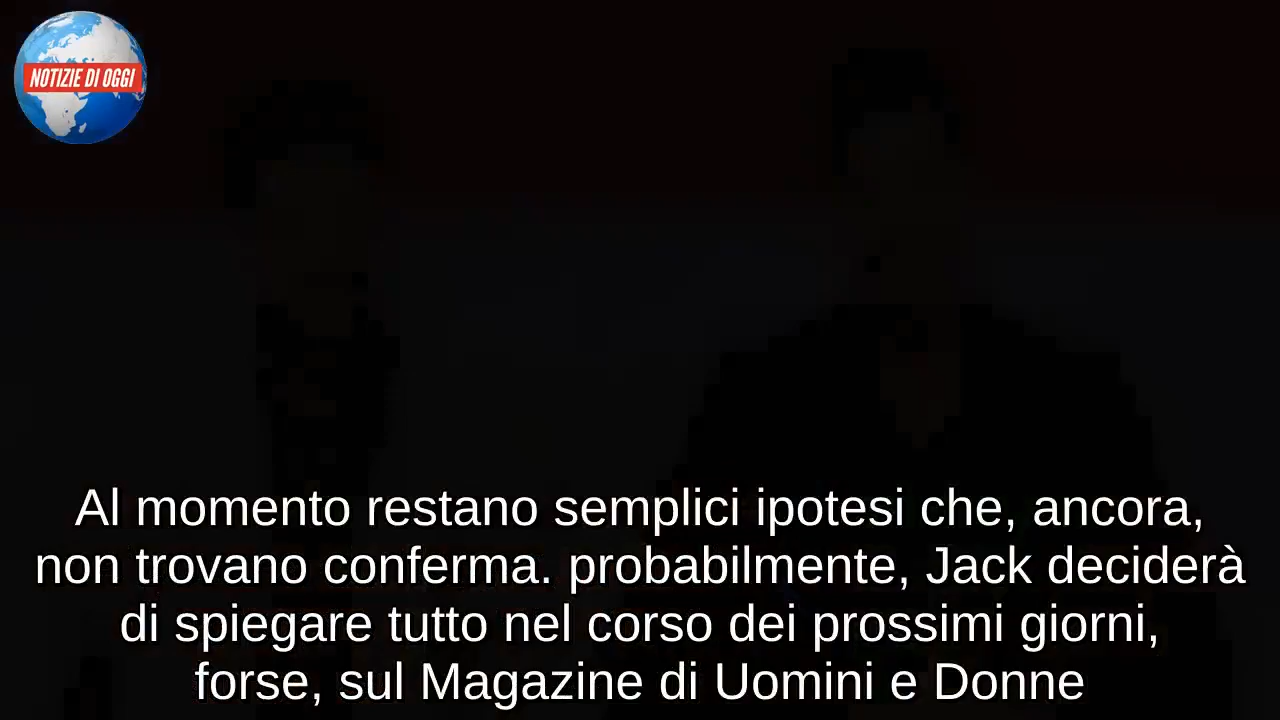 NOTIZIE DI OGGI
Al momento restano semplici ipotesi che, ancora,
non trovano conferma. probabilmente, Jack deciderà
di spiegare tutto nel corso dei prossimi giorni,
forse, sul Magazine di Uomini e Donne